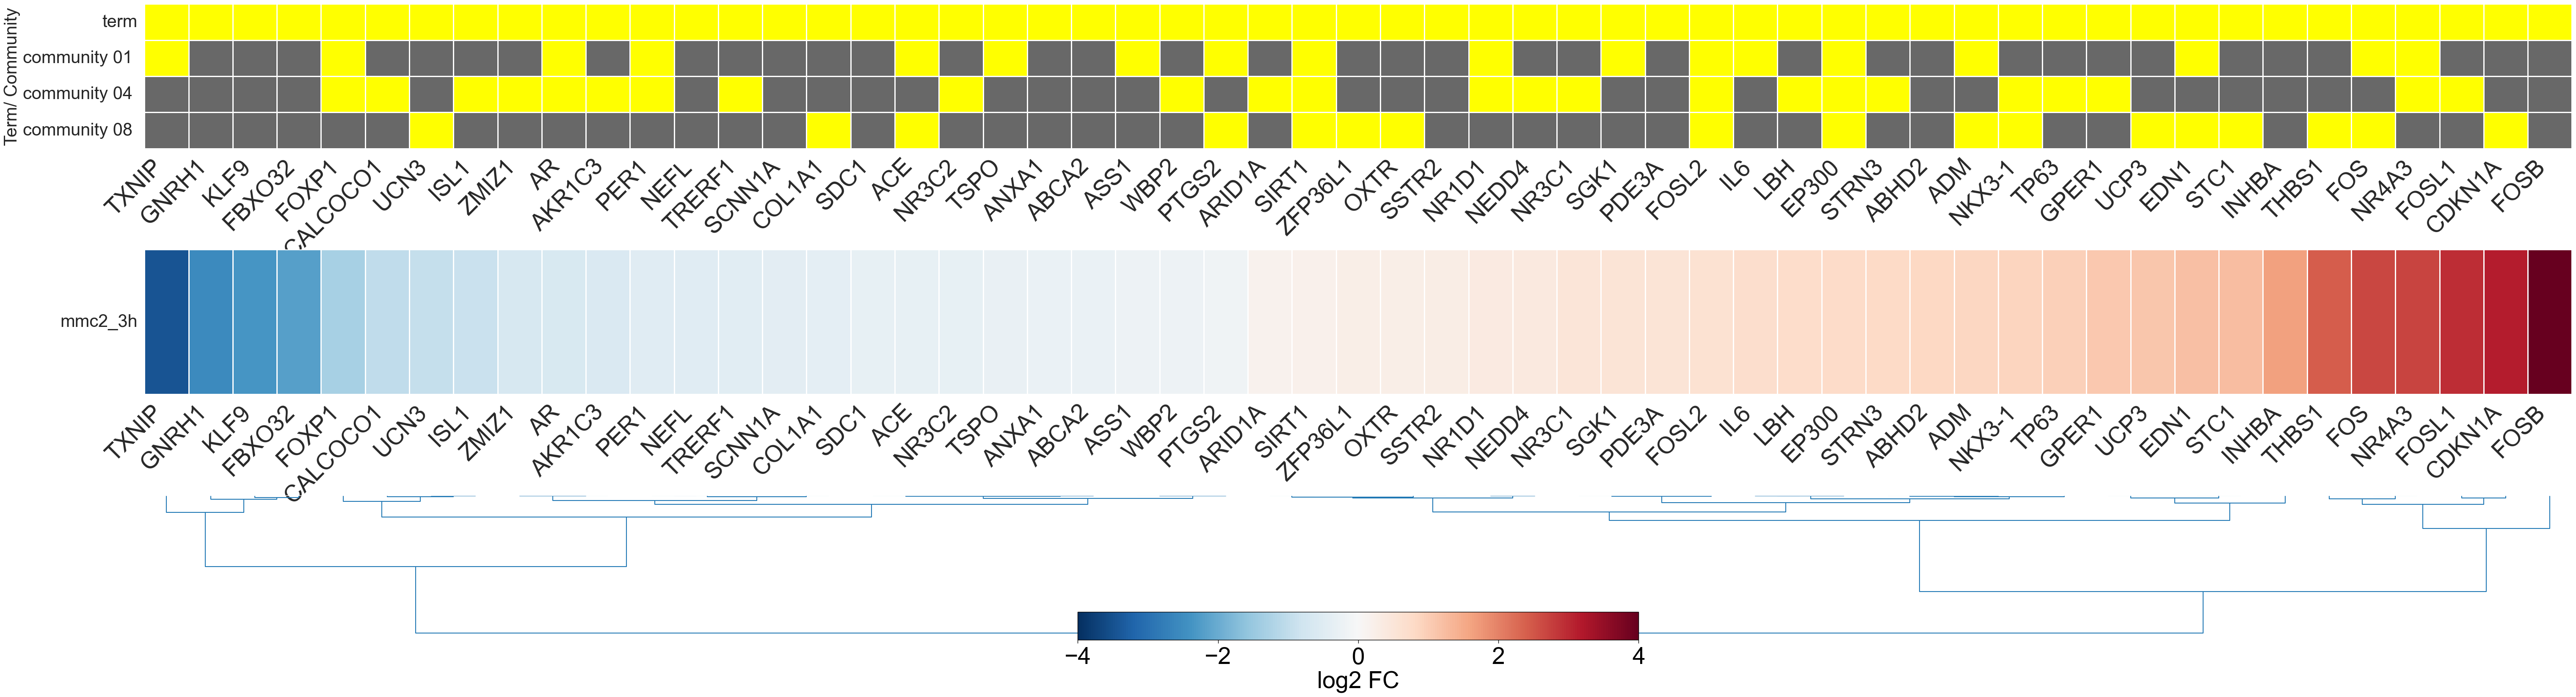 Term/ Community
term
community 01
community 04
community 08
TXNIP
GNRH1
KLF9
FBXO32
FOXP1
CALCOCO1
UCN3
ISL1
ZMIZ1
AR
AKR1C3
PER1
NEFL
TRERF1
SCNN1A
COL1A1
SDC1
ACE
NR3C2
TSPO
ANXA1
ABCA2
ASS1
WBP2
PTGS2
ARID1A
SIRT1
ZFP36L1
OXTR
SSTR2
NR1D1
NEDD4
NR3C1
SGK1
PDE3A
FOSL2
IL6
LBH
EP300
STRN3
ABHD2
ADM
NKX3-1
TP63
GPER1
UCP3
EDN1
STC1
INHBA
THBS1
FOS
NR4A3
FOSL1
CDKN1A
FOSB
mmc2_3h
TXNIP
GNRH1
KLF9
FBXO32
FOXP1
CALCOCO1
UCN3
ISL1
ZMIZ1
AR
AKR1C3
PER1
NEFL
TRERF1
SCNN1A
COL1A1
SDC1
ACE
NR3C2
TSPO
ANXA1
ABCA2
ASS1
WBP2
PTGS2
ARID1A
SIRT1
ZFP36L1
OXTR
SSTR2
NR1D1
NEDD4
NR3C1
SGK1
PDE3A
FOSL2
IL6
LBH
EP300
STRN3
ABHD2
ADM
NKX3-1
TP63
GPER1
UCP3
EDN1
STC1
INHBA
THBS1
FOS
NR4A3
FOSL1
CDKN1A
FOSB
−4 −2 0 2 4
log2 FC